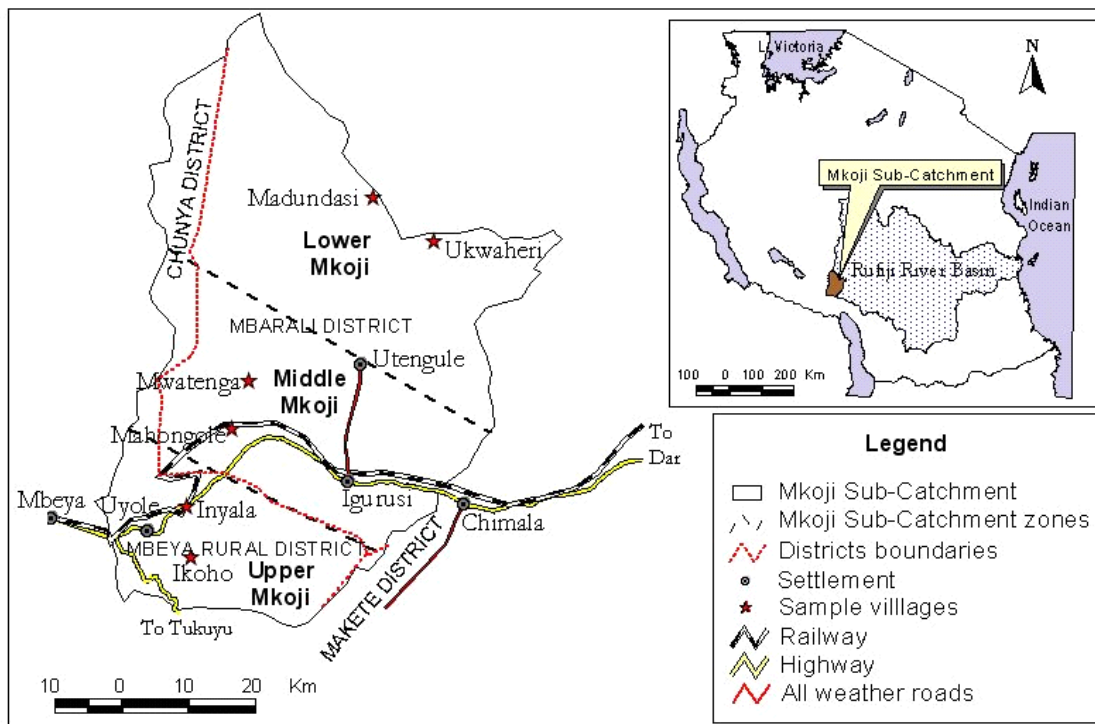 CHUNYA DISTRICT
Madundasi
Lower
Mkoji
Ukwaheri
MBARALI DISTRICT
Utengule
Mwatenga
Middle
Mkoji
Mahongole
To
Dar
Igurusi
Chimala
Mbeya
Uyole
Inyala
MBEYA RURAL DISTRICT
Ikoho
Upper
Mkoji
MAKETE DISTRICT
To Tukuyu
10 0 10 20 Km
L. Victoria
N
Mkoji Sub-Catchment
Indian
Ocean
Rufiji River Basin
100 0 100 200 Km
Legend
Mkoji Sub-Catchment
Mkoji Sub-Catchment zones
Districts boundaries
Settlement
Sample villlages
Railway
Highway
All weather roads